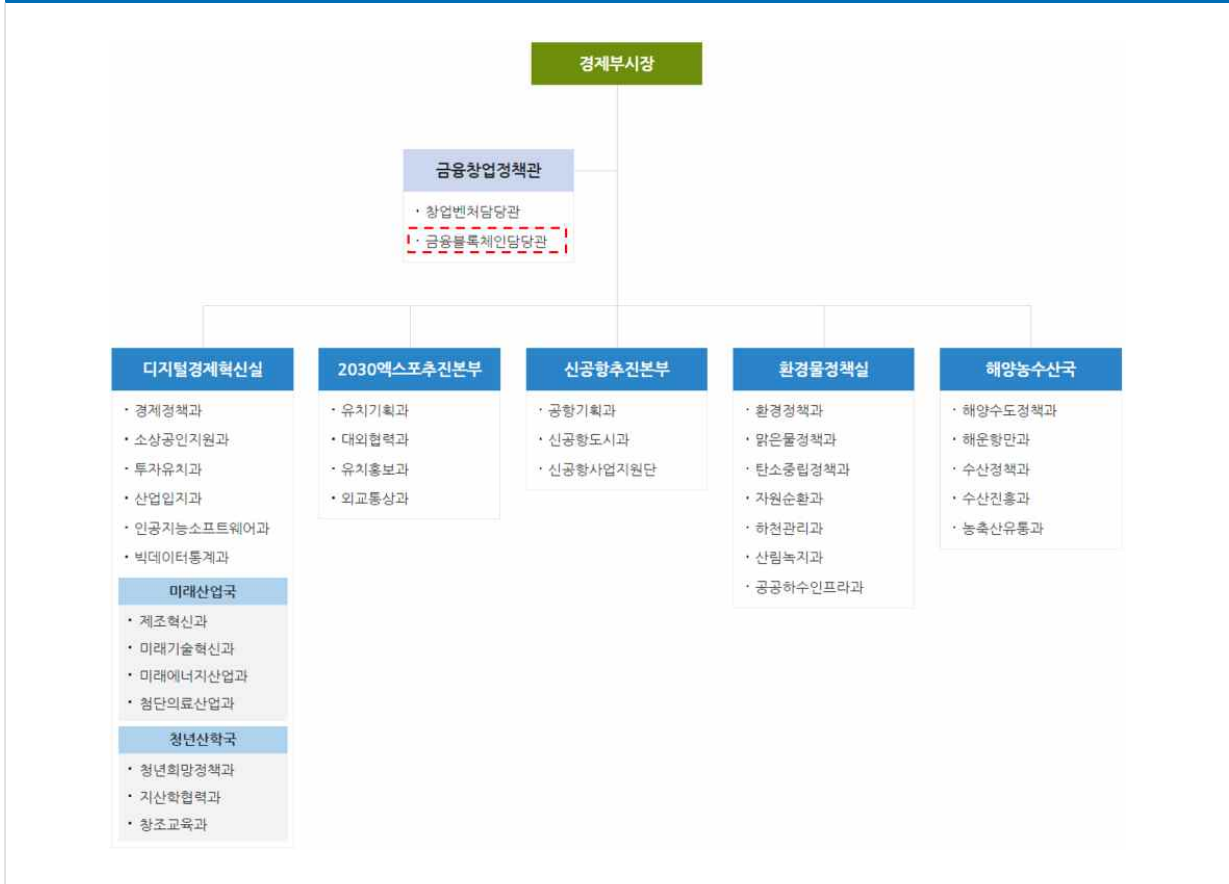 경제부시장
금융창업정책관
· 창업벤처담당관
· 금융블록체인담당관
디지털경제혁신실
· 경제정책과
· 소상공인지원과
· 투자유치과
· 산업입지과
· 인공지능소프트웨어과
· 빅데이터통계과
미래산업국
· 제조혁신과
· 미래기술혁신과
· 미래에너지산업과
· 첨단의료산업과
청년산학국
· 청년희망정책과
· 지산학협력과
· 창조교육과
2030엑스포추진본부
· 유치기획과
· 대외협력과
· 유치홍보과
· 외교통상과
신공항추진본부
· 공항기획과
· 신공항도시과
· 신공항사업지원단
환경물정책실
· 환경정책과
· 맑은물정책과
· 탄소중립정책과
· 자원순환과
· 하천관리과
· 산림녹지과
· 공공하수인프라과
해양농수산국
· 해양수도정책과
· 해운항만과
· 수산정책과
· 수산진흥과
· 농축산유통과